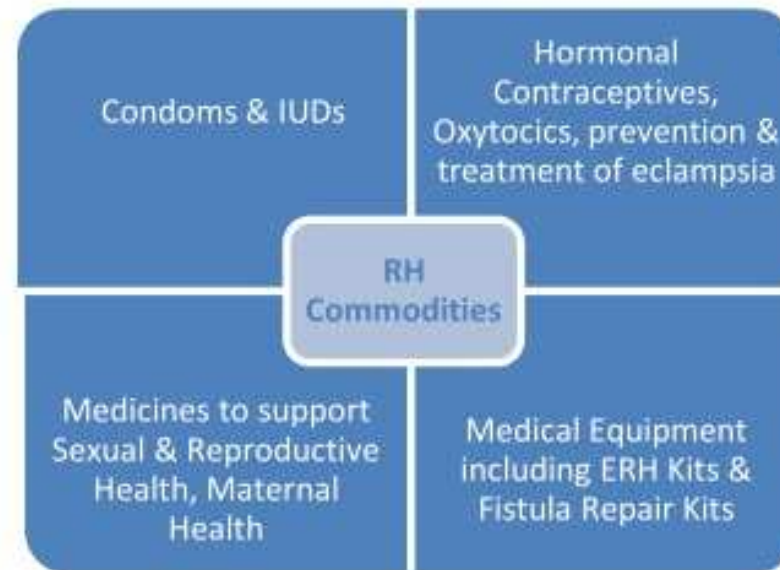 Condoms & IUDs
Hormonal
Contraceptives,
Oxytocics, prevention &
treatment of eclampsia
RH
Commodities
Medicines to support
Sexual & Reproductive
Health, Maternal
Health
Medical Equipment
including ERH Kits &
Fistula Repair Kits